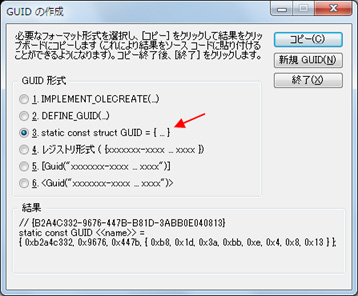 GUID の作成
必要なフォーマット形式を選択し、[コピー] をクリックして結果をクリッ
プボードにコピーします (これにより結果をソース コードに貼り付ける
ことができるようになります)。コピー終了後、[終了] をクリックします。
コピー(C)
新規 GUID(N)
終了(X)
GUID 形式
1. IMPLEMENT_OLECREATE(...)
2. DEFINE_GUID(...)
3. static const struct GUID = { ... }
4. レジストリ形式 ( {xxxxxxx-xxxx ... xxxx })
5. [Guid("xxxxxxx-xxxx ... xxxx")]
6. <Guid("xxxxxxx-xxxx ... xxxx")>
結果
// {B2A4C332-9676-447B-B81D-3ABB0E040813}
static const GUID <<name>> =
{ 0xb2a4c332, 0x9676, 0x447b, { 0xb8, 0x1d, 0x3a, 0xbb, 0xe, 0x4, 0x8, 0x13 } };